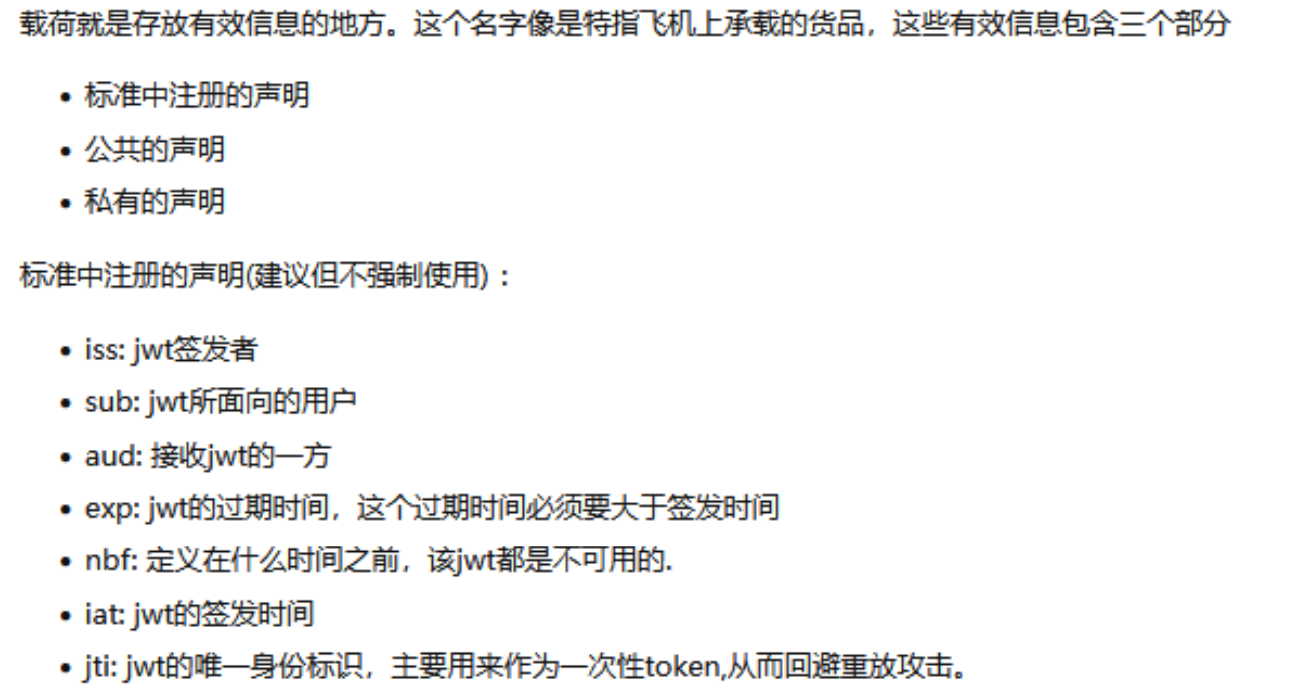 载荷就是存放有效信息的地方。这个名字像是特指飞机上承载的货品，这些有效信息包含三个部分
• 标准中注册的声明
• 公共的声明
• 私有的声明
标准中注册的声明(建议但不强制使用)：
• iss: jwt签发者
• sub: jwt所面向的用户
• aud: 接收jwt的一方
• exp: jwt的过期时间，这个过期时间必须要大于签发时间
• nbf: 定义在什么时间之前，该jwt都是不可用的.
• iat: jwt的签发时间
• jti: jwt的唯一身份标识，主要用来作为一次性token,从而回避重放攻击。